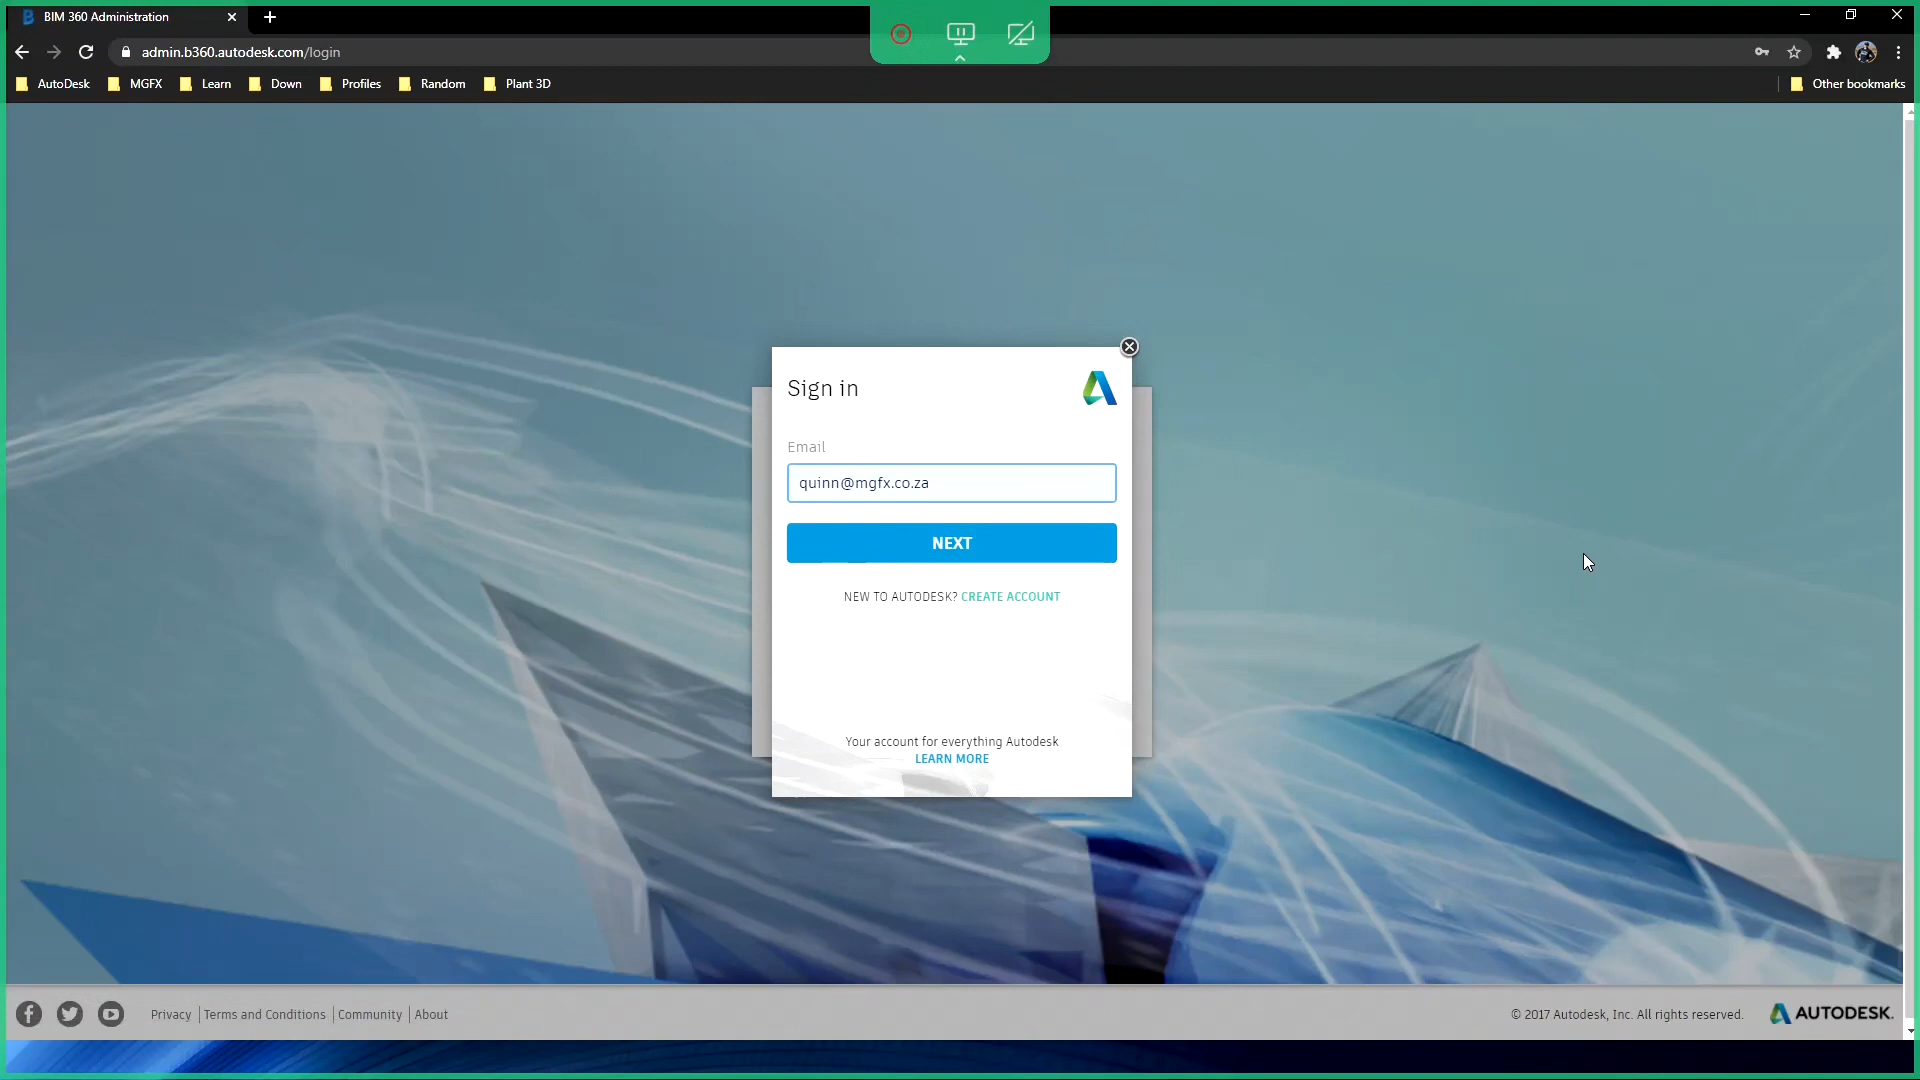 BIM 360 Administration
admin.b360.autodesk.com/login
AutoDesk MGFX Learn Down Profiles Random Plant 3D Other bookmarks
Sign in
Email
quinn@mgfx.co.za
NEXT
NEW TO AUTODESK? CREATE ACCOUNT
Your account for everything Autodesk
LEARN MORE
Privacy Terms and Conditions Community About © 2017 Autodesk, Inc. All rights reserved. AUTODESK.